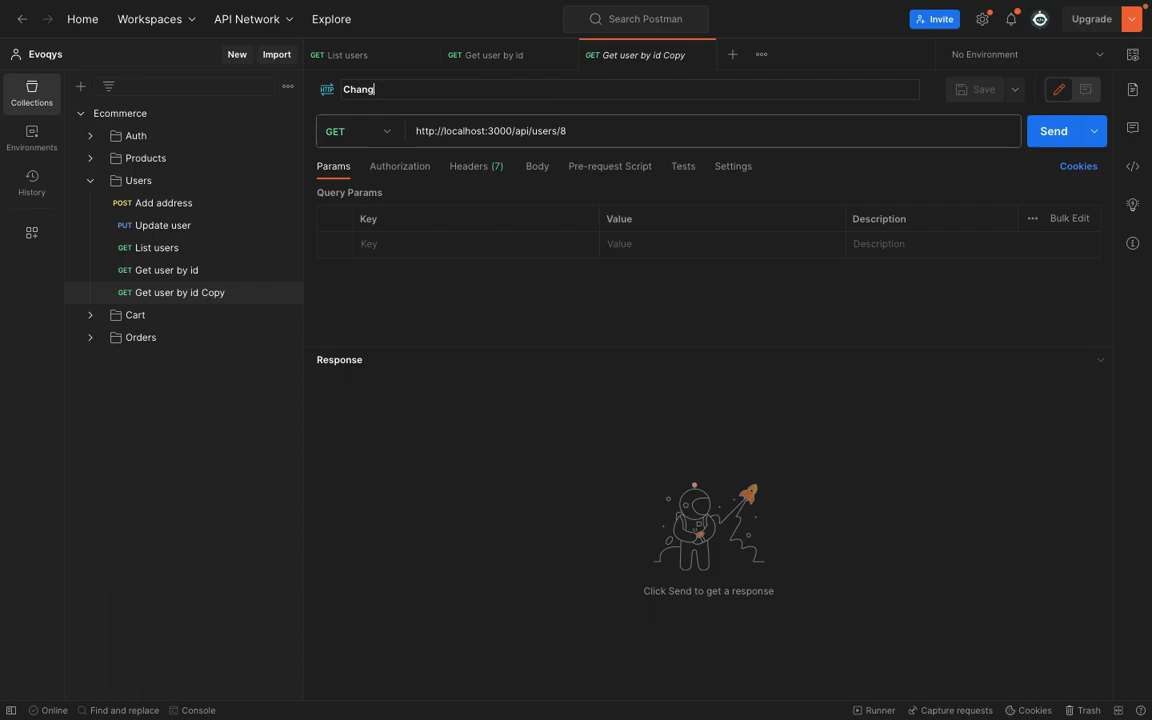 Home Workspaces API Network Explore Search Postman Invite Upgrade
Evoqys New Import GET List users GET Get user by id GET Get user by id Copy No Environment
Collections
Environments
History
Ecommerce
Auth
Products
Users
POST Add address
PUT Update user
GET List users
GET Get user by id
GET Get user by id Copy
Cart
Orders
HTTP Chang Save
GET http://localhost:3000/api/users/8 Send
Params Authorization Headers (7) Body Pre-request Script Tests Settings Cookies
Query Params
Key Value Description Bulk Edit
Key Value Description
Response
Click Send to get a response
Online Find and replace Console Runner Capture requests Cookies Trash